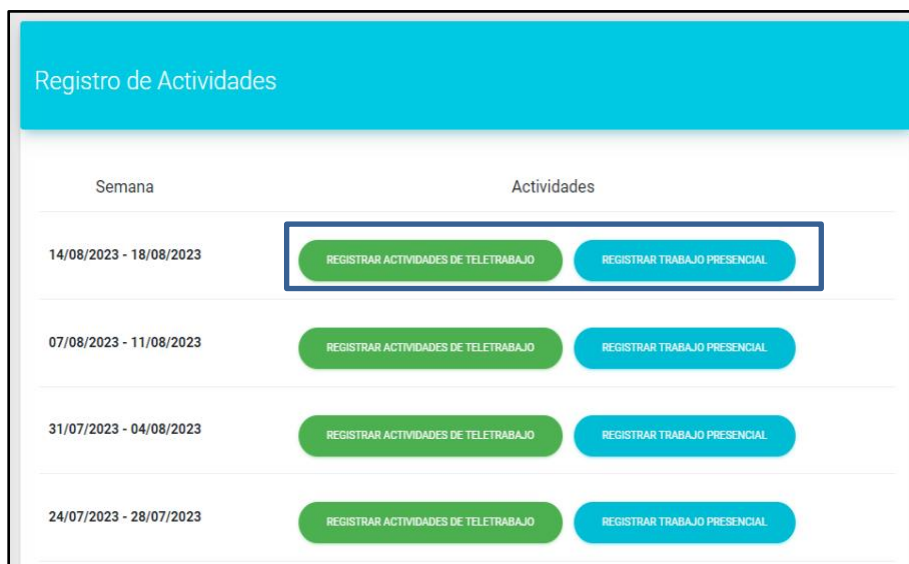 Registro de Actividades
Semana Actividades
14/08/2023 - 18/08/2023 REGISTRAR ACTIVIDADES DE TELETRABAJO REGISTRAR TRABAJO PRESENCIAL
07/08/2023 - 11/08/2023 REGISTRAR ACTIVIDADES DE TELETRABAJO REGISTRAR TRABAJO PRESENCIAL
31/07/2023 - 04/08/2023 REGISTRAR ACTIVIDADES DE TELETRABAJO REGISTRAR TRABAJO PRESENCIAL
24/07/2023 - 28/07/2023 REGISTRAR ACTIVIDADES DE TELETRABAJO REGISTRAR TRABAJO PRESENCIAL